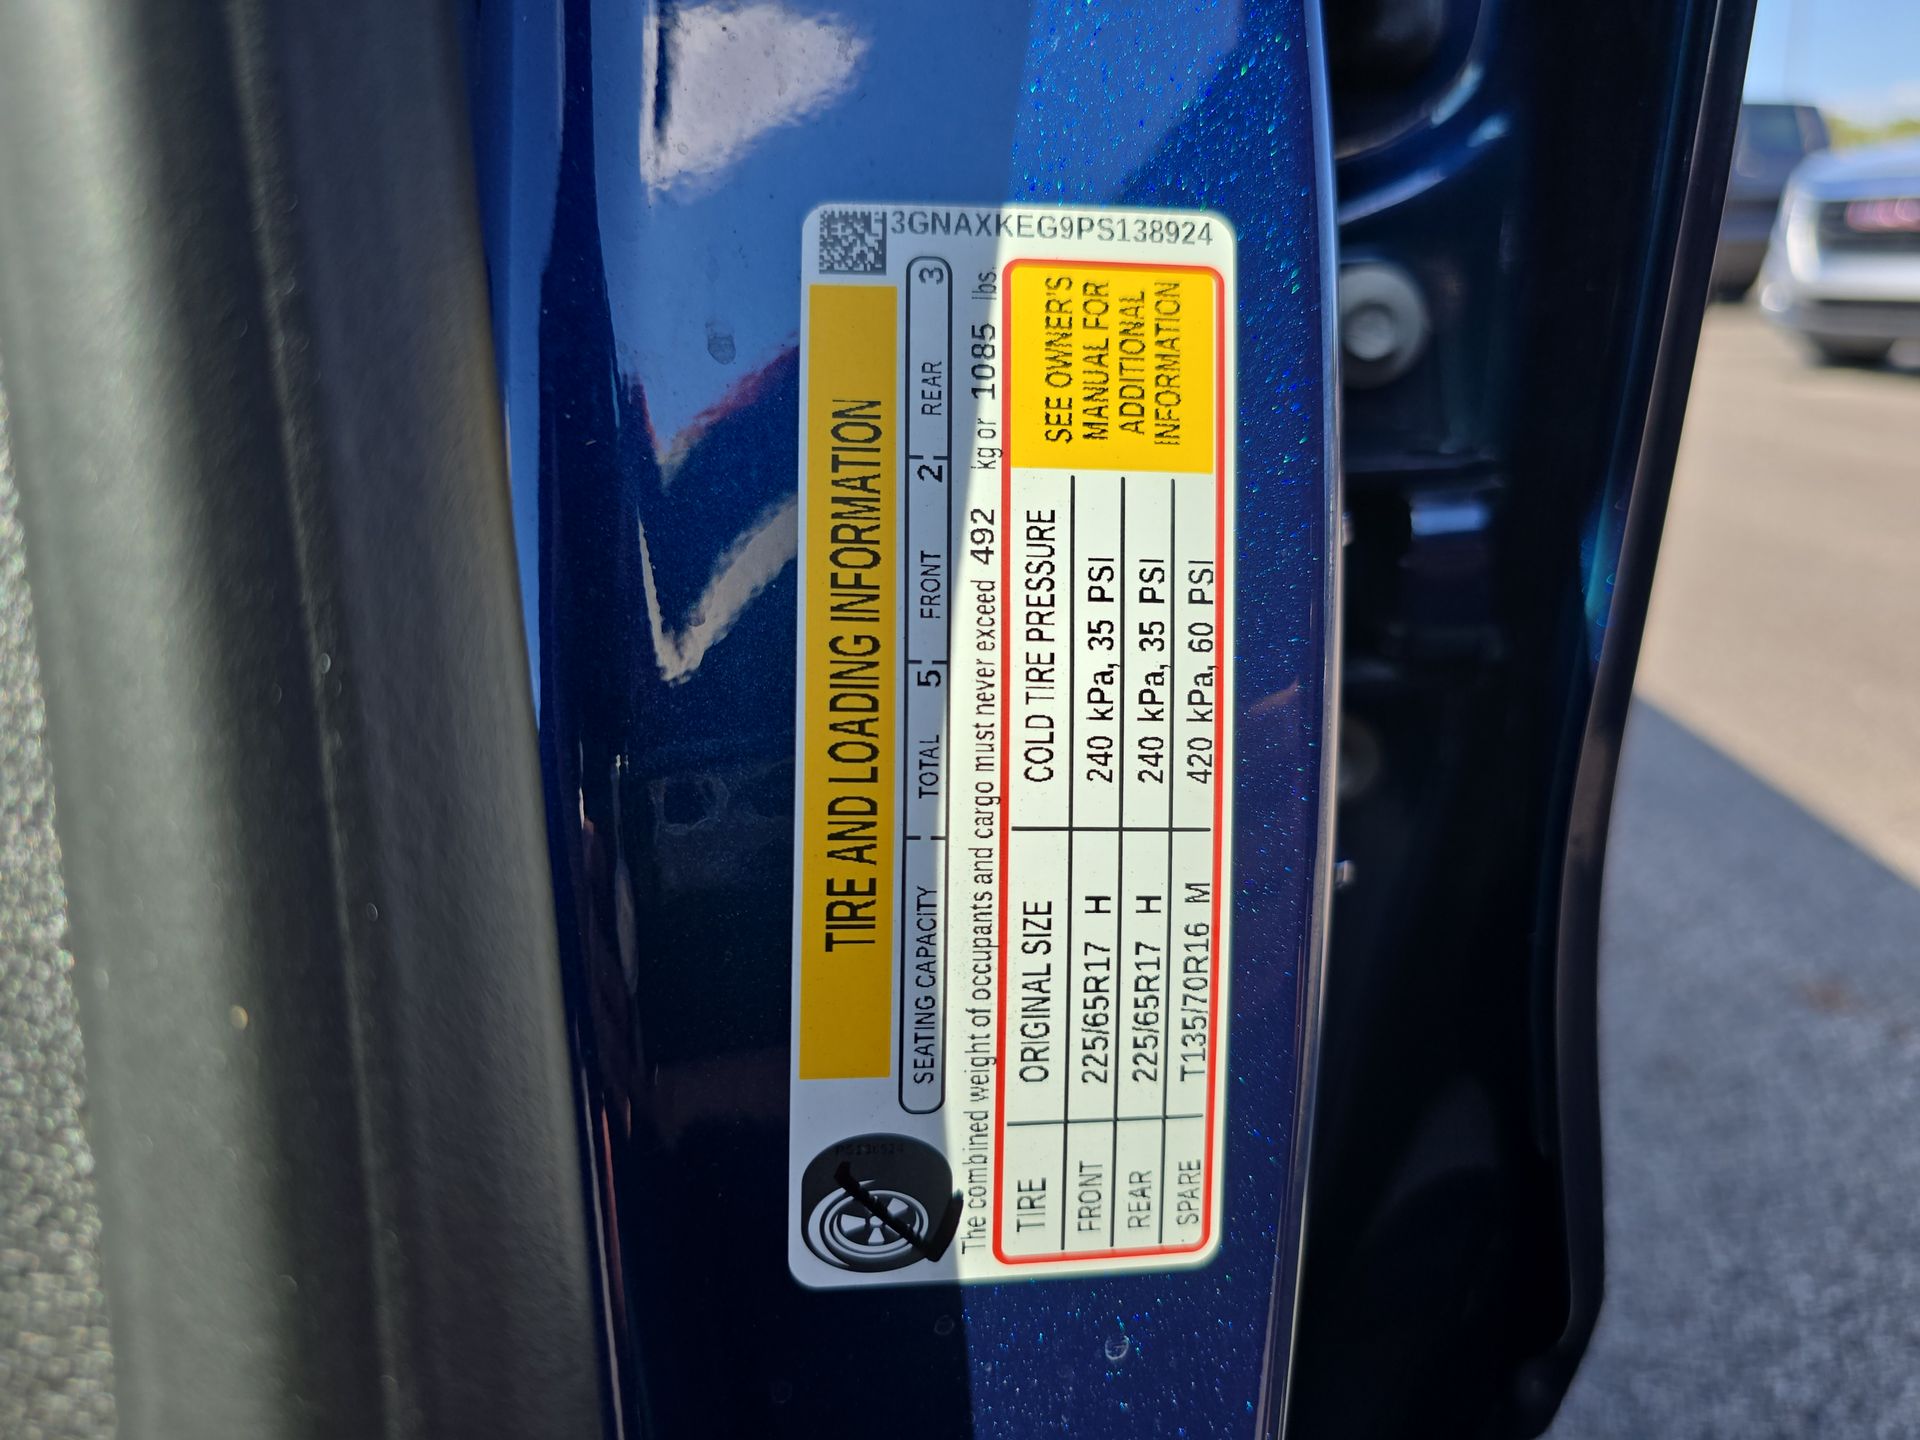 3GNAXKEG9PS138924
TIRE AND LOADING INFORMATION
SEATING CAPACITY TOTAL 5 FRONT 2 REAR 3
The combined weight of occupants and cargo must never exceed 492 kg or 1085 lbs.
TIRE ORIGINAL SIZE COLD TIRE PRESSURE
FRONT 225/65R17 H 240 kPa, 35 PSI
REAR 225/65R17 H 240 kPa, 35 PSI
SPARE T135/70R16 M 420 kPa, 60 PSI
SEE OWNER'S
MANUAL FOR
ADDITIONAL
INFORMATION